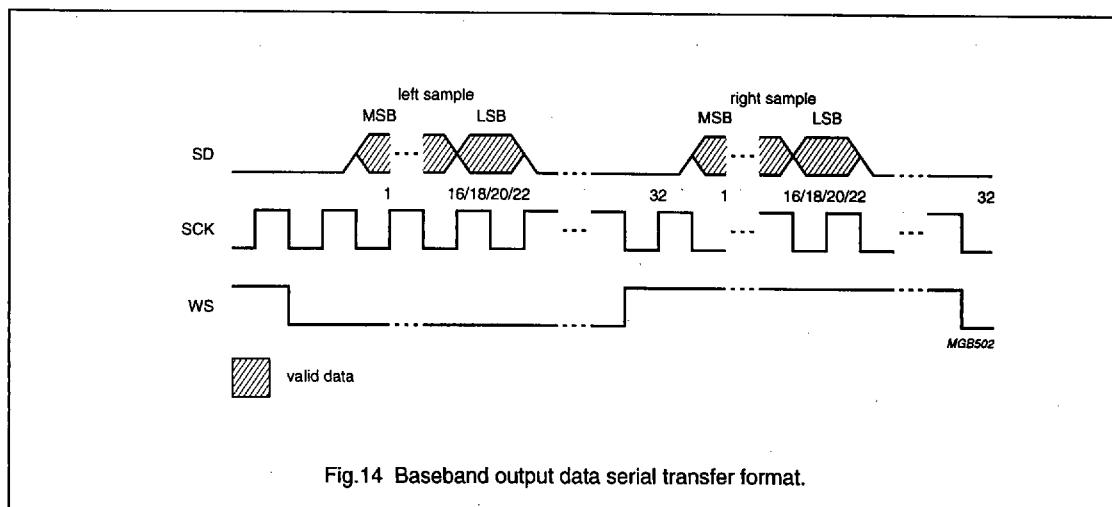 left sample
right sample
MSB
LSB
MSB
LSB
SD
1
16/18/20/22
32
1
16/18/20/22
32
SCK
WS
MGB502
valid data
Fig.14 Baseband output data serial transfer format.